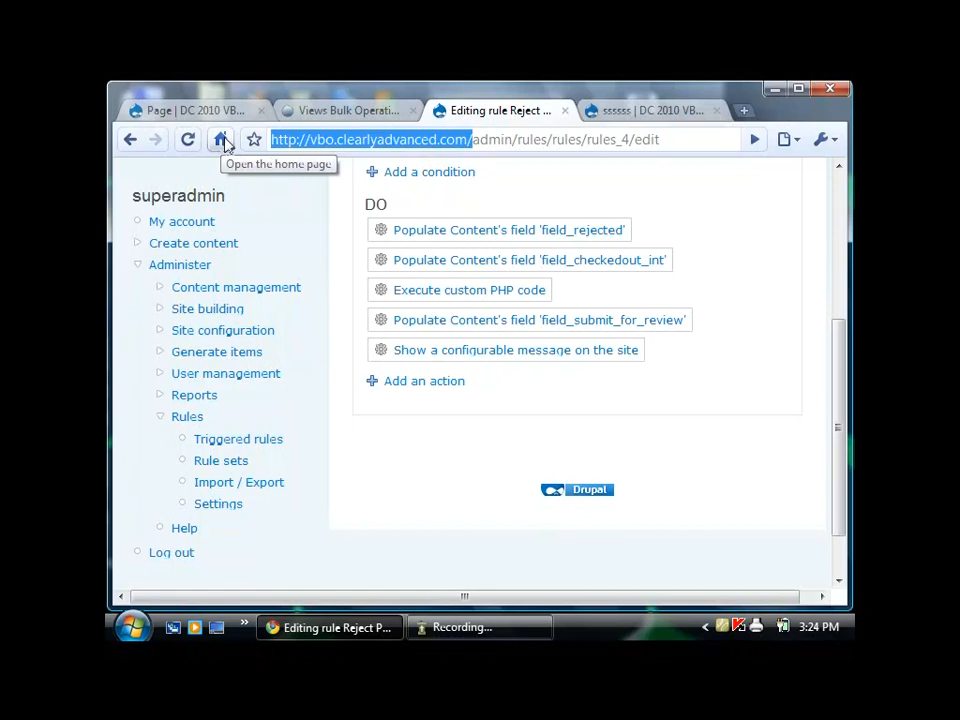 Page | DC 2010 VB...
Views Bulk Operati...
Editing rule Reject ...
ssssss | DC 2010 VB...
http://vbo.clearlyadvanced.com/admin/rules/rules_4/edit
Open the home page
superadmin
My account
Create content
Administer
Content management
Site building
Site configuration
Generate items
User management
Reports
Rules
Triggered rules
Rule sets
Import / Export
Settings
Help
Log out
Add a condition
DO
Populate Content's field 'field_rejected'
Populate Content's field 'field_checkedout_int'
Execute custom PHP code
Populate Content's field 'field_submit_for_review'
Show a configurable message on the site
Add an action
Drupal
Editing rule Reject P...
Recording...
3:24 PM